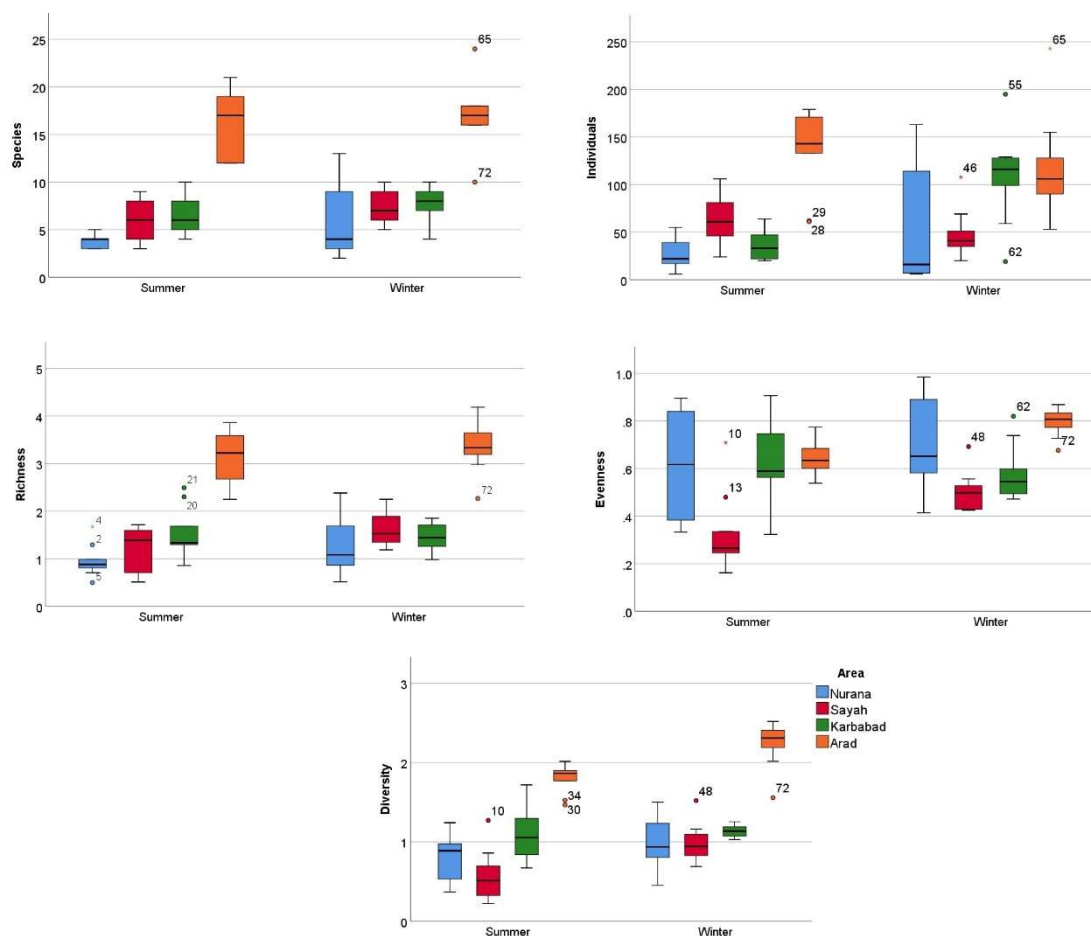 Species
25
20
15
10
5
0
65
72
Summer
Winter
Individuals
250
200
150
100
50
0
29
28
46
55
62
65
Summer
Winter
Richness
5
4
3
2
1
0
4
2
5
21
20
72
Summer
Winter
Evenness
1.0
.8
.6
.4
.2
.0
10
13
48
62
72
Summer
Winter
Diversity
3
2
1
0
10
34
30
48
72
Summer
Winter
Area
Nurana
Sayah
Karbabad
Arad